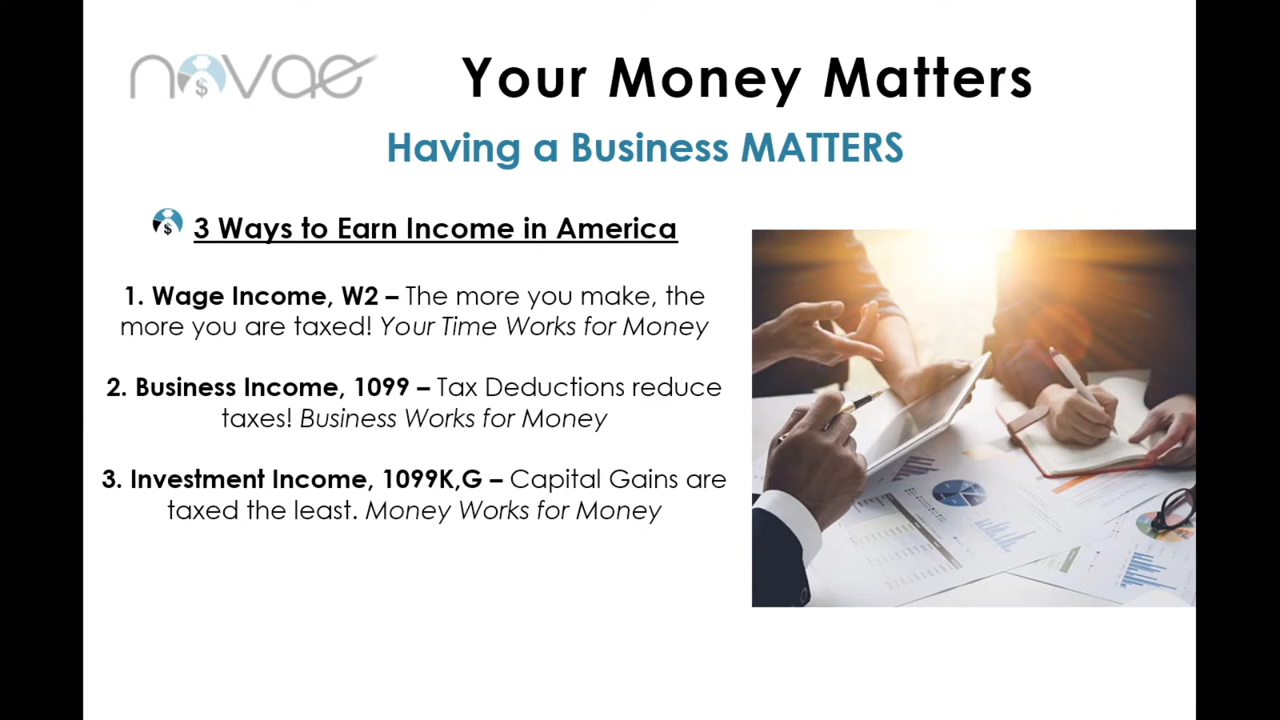 novae
Your Money Matters
Having a Business MATTERS
$ 3 Ways to Earn Income in America
1. Wage Income, W2 – The more you make, the
more you are taxed! Your Time Works for Money
2. Business Income, 1099 – Tax Deductions reduce
taxes! Business Works for Money
3. Investment Income, 1099K,G – Capital Gains are
taxed the least. Money Works for Money